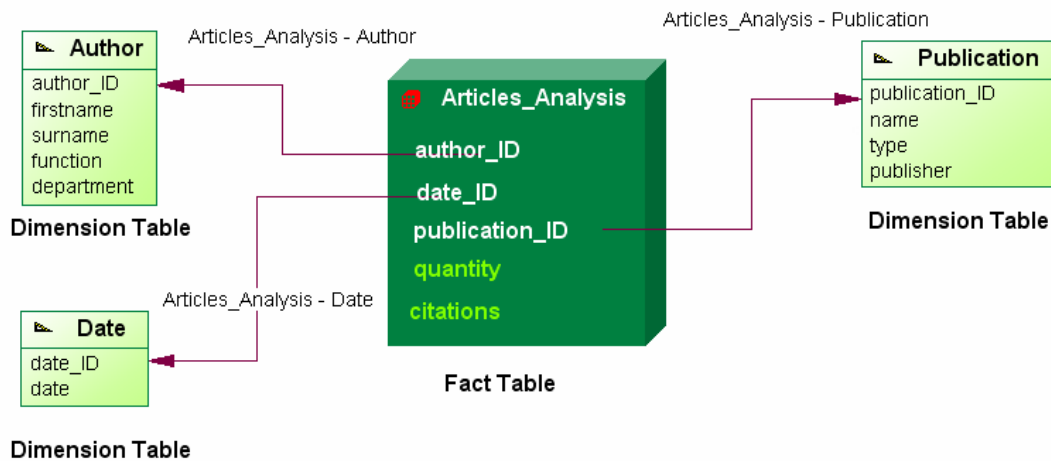 Articles_Analysis - Author
Author
author_ID
firstname
surname
function
department
Dimension Table
Articles_Analysis - Publication
Publication
publication_ID
name
type
publisher
Dimension Table
Articles_Analysis
author_ID
date_ID
publication_ID
quantity
citations
Fact Table
Articles_Analysis - Date
Date
date_ID
date
Dimension Table